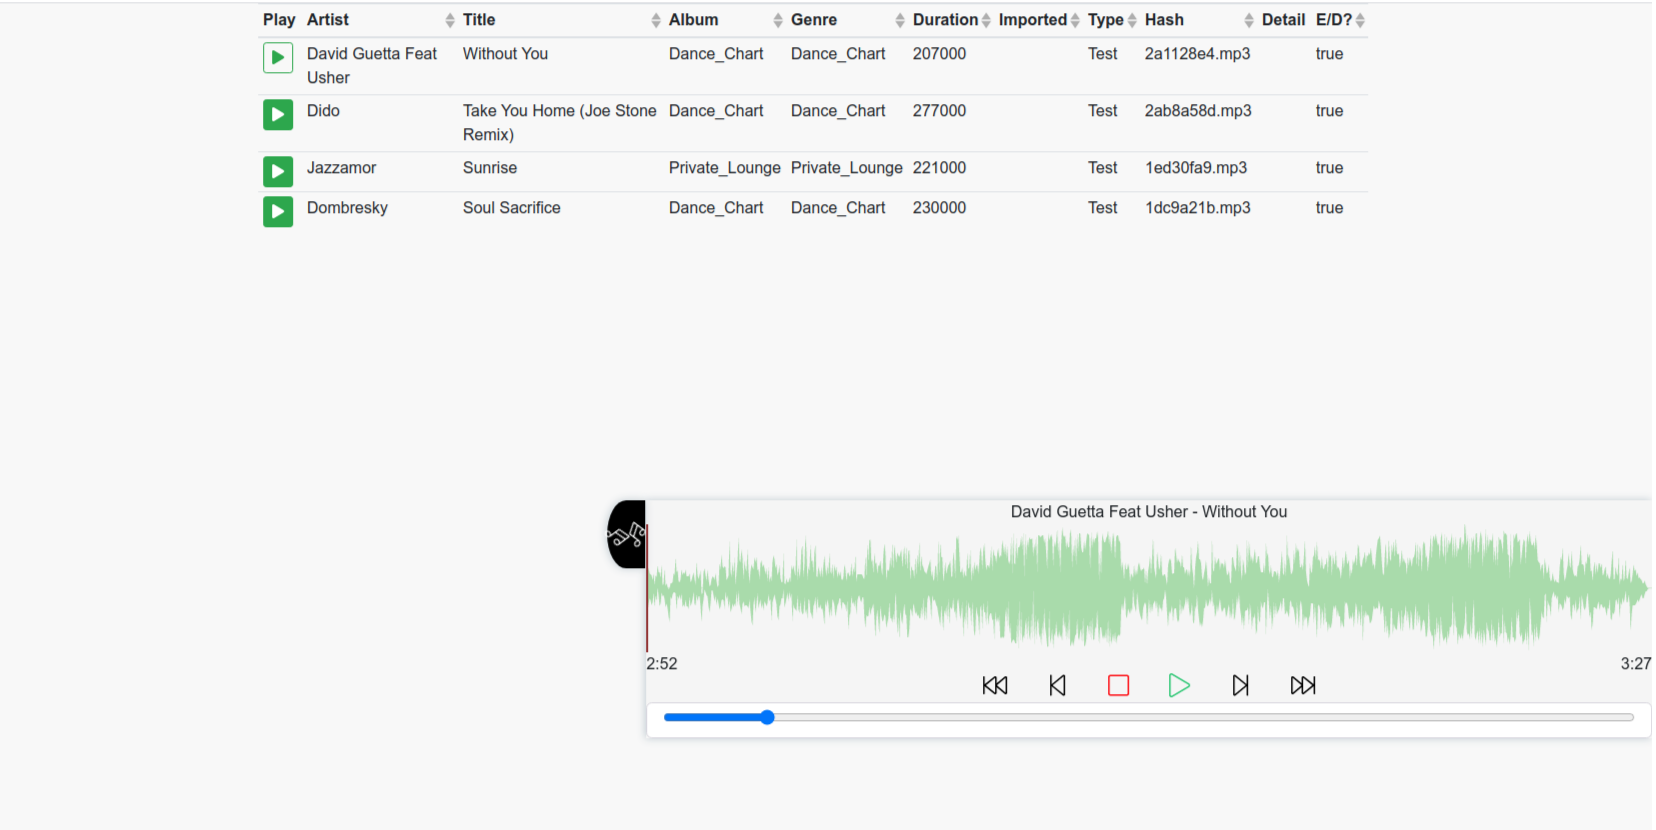 Play Artist Title Album Genre Duration Imported Type Hash Detail E/D?
David Guetta Feat Without You Dance_Chart Dance_Chart 207000 Test 2a1128e4.mp3 true
Usher
Dido Take You Home (Joe Stone Dance_Chart Dance_Chart 277000 Test 2ab8a58d.mp3 true
Remix)
Jazzamor Sunrise Private_Lounge Private_Lounge 221000 Test 1ed30fa9.mp3 true
Dombresky Soul Sacrifice Dance_Chart Dance_Chart 230000 Test 1dc9a21b.mp3 true
David Guetta Feat Usher - Without You
2:52 3:27